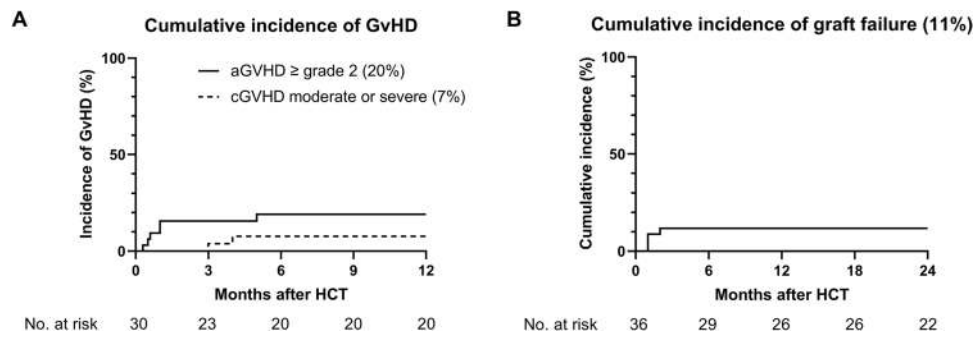 A
Cumulative incidence of GvHD
100
50
0
Incidence of GvHD (%)
aGVHD ≥ grade 2 (20%)
cGVHD moderate or severe (7%)
0 3 6 9 12
Months after HCT
No. at risk 30 23 20 20 20
B
Cumulative incidence of graft failure (11%)
100
50
0
Cumulative incidence (%)
0 6 12 18 24
Months after HCT
No. at risk 36 29 26 26 22